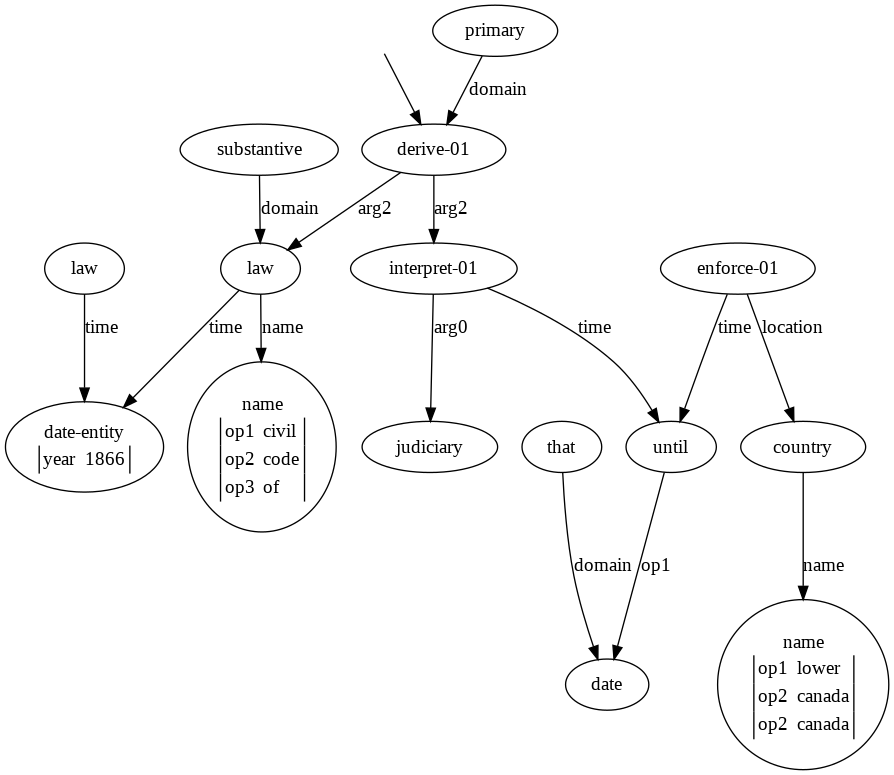 primary
domain
substantive
derive-01
domain
arg2
arg2
law
law
interpret-01
enforce-01
time
time
name
arg0
time
time
location
date-entity
year 1866
name
op1 civil
op2 code
op3 of
judiciary
that
until
country
domain
op1
name
date
name
op1 lower
op2 canada
op2 canada